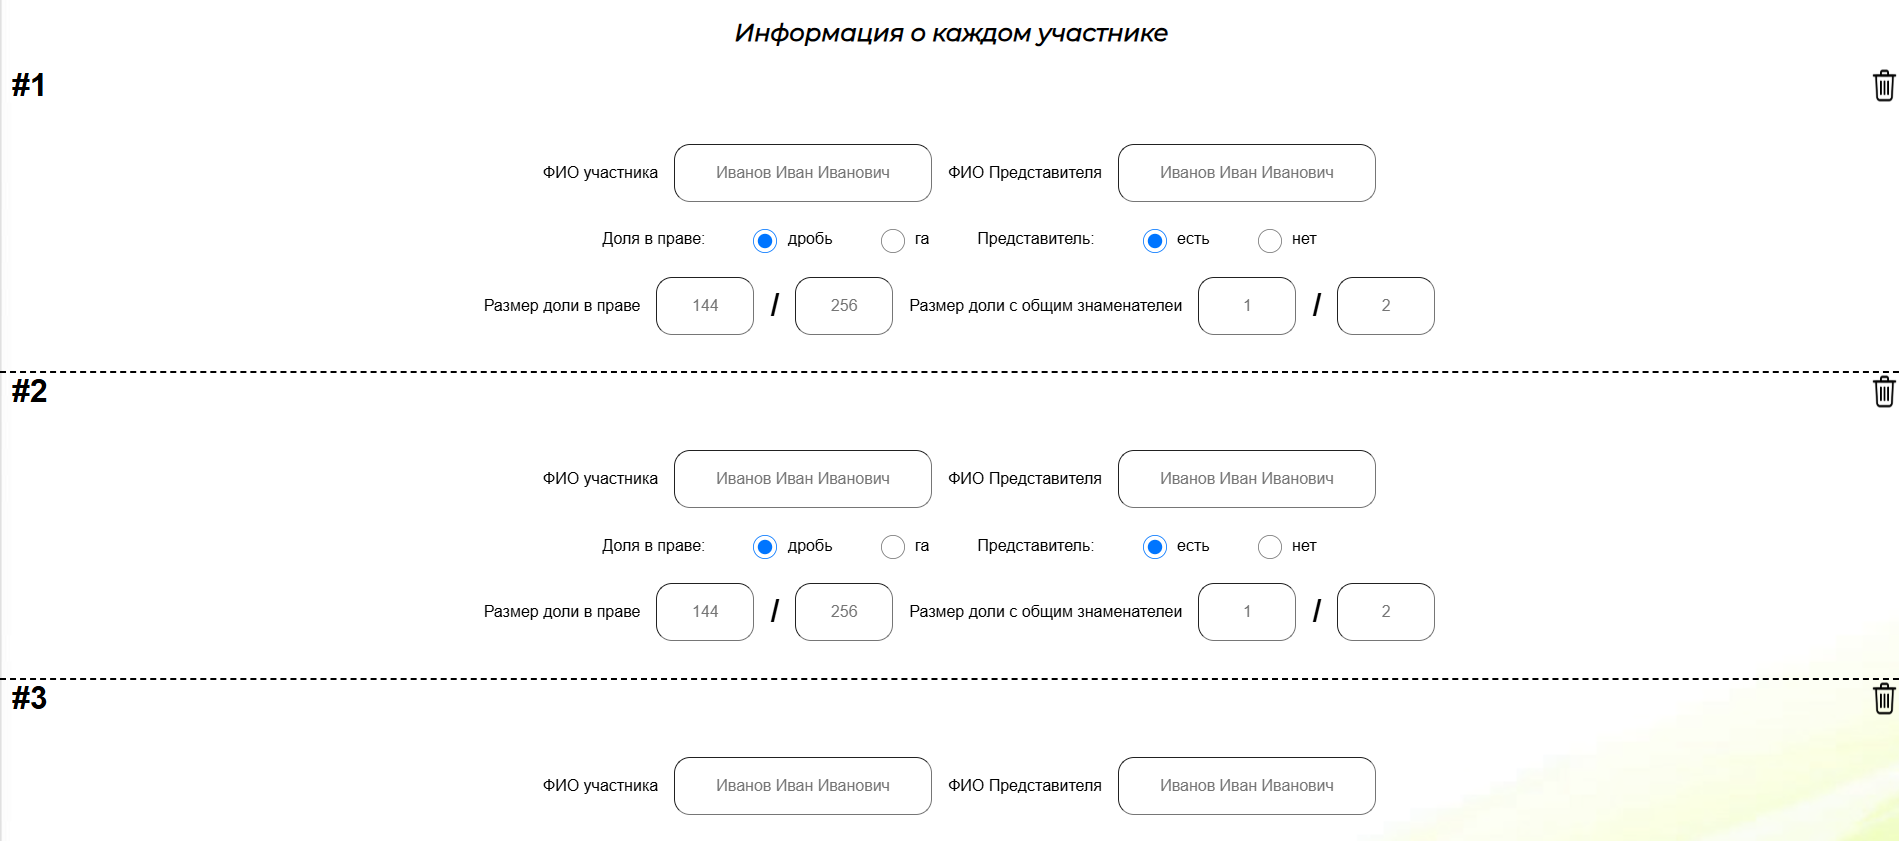 Информация о каждом участнике
#1
ФИО участника Иванов Иван Иванович ФИО Представителя Иванов Иван Иванович
Доля в праве: дробь га Представитель: есть нет
Размер доли в праве 144 / 256 Размер доли с общим знаменателеи 1 / 2
#2
ФИО участника Иванов Иван Иванович ФИО Представителя Иванов Иван Иванович
Доля в праве: дробь га Представитель: есть нет
Размер доли в праве 144 / 256 Размер доли с общим знаменателеи 1 / 2
#3
ФИО участника Иванов Иван Иванович ФИО Представителя Иванов Иван Иванович